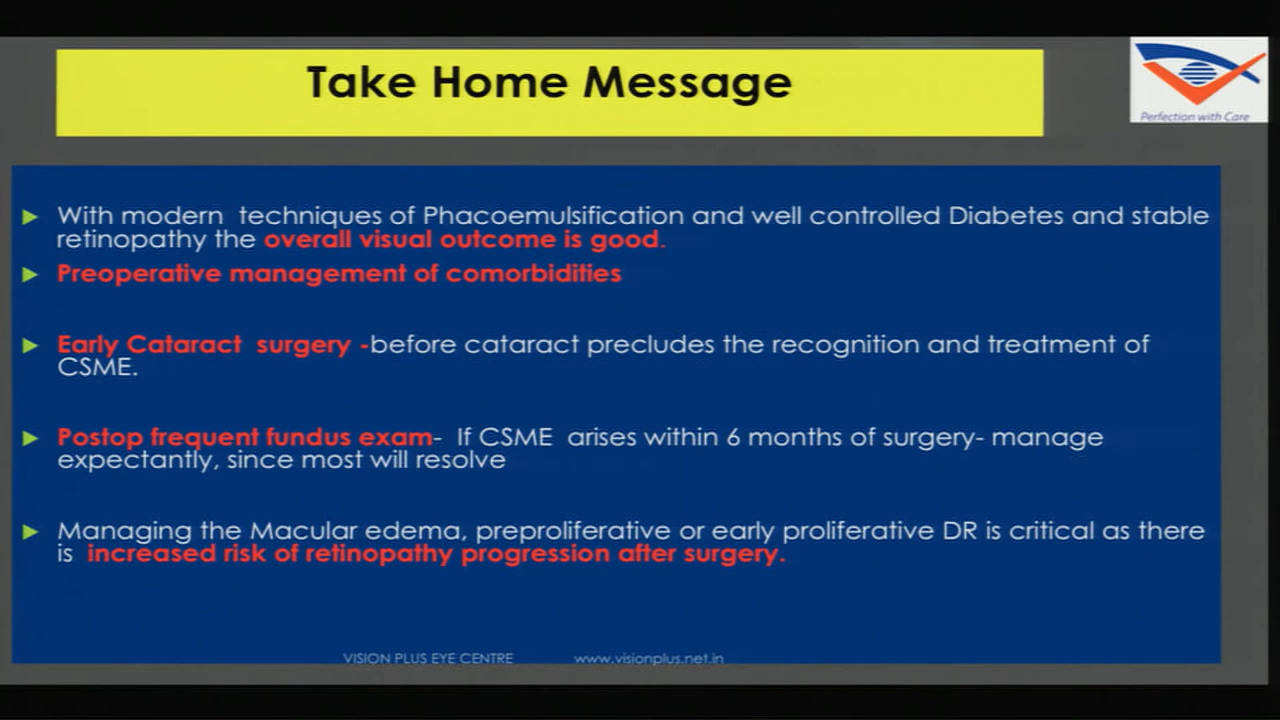 Take Home Message
Perfection with Care
With modern techniques of Phacoemulsification and well controlled Diabetes and stable
retinopathy the overall visual outcome is good.
Preoperative management of comorbidities
Early Cataract surgery -before cataract precludes the recognition and treatment of
CSME.
Postop frequent fundus exam- If CSME arises within 6 months of surgery- manage
expectantly, since most will resolve
Managing the Macular edema, preproliferative or early proliferative DR is critical as there
is increased risk of retinopathy progression after surgery.
VISION PLUS EYE CENTRE www.visionplus.net.in